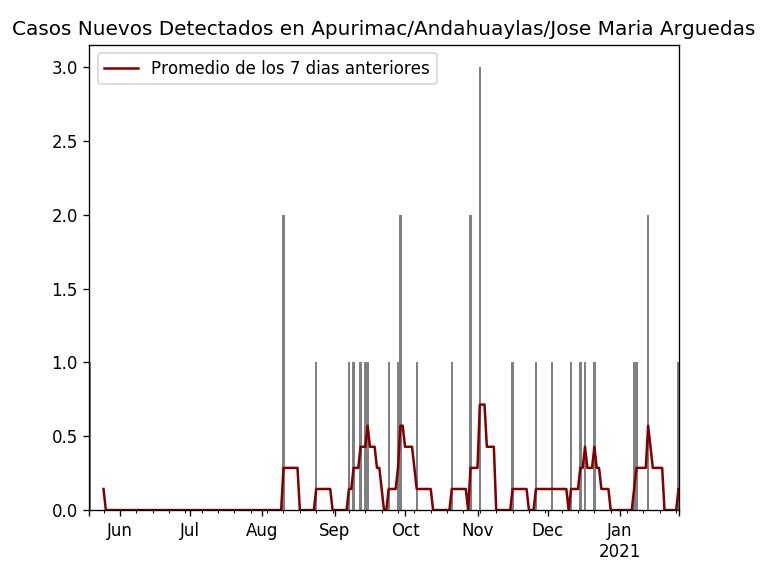 Casos Nuevos Detectados en Apurimac/Andahuaylas/Jose Maria Arguedas
Promedio de los 7 dias anteriores
3.0
2.5
2.0
1.5
1.0
0.5
0.0
Jun Jul Aug Sep Oct Nov Dec Jan
2021